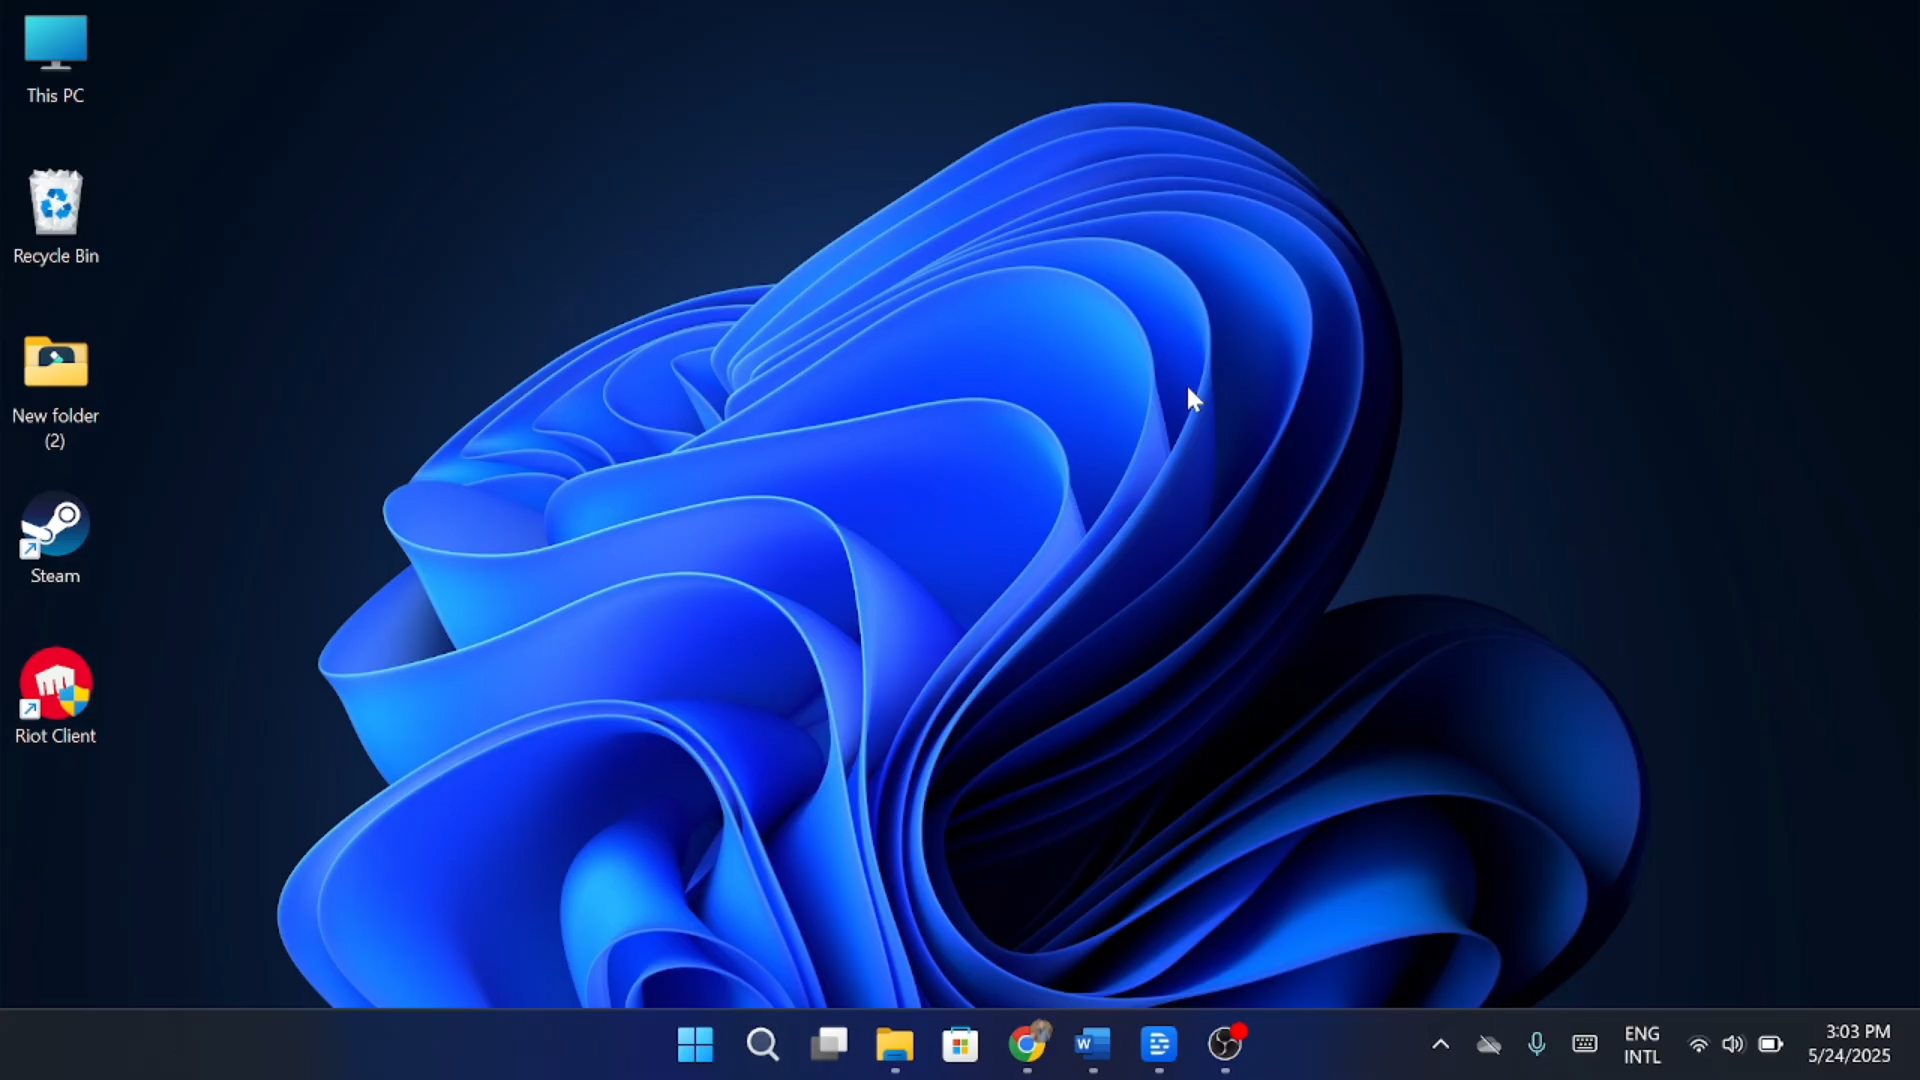 This PC
Recycle Bin
New folder
(2)
Steam
Riot Client
W
ENG
INTL
3:03 PM
5/24/2025